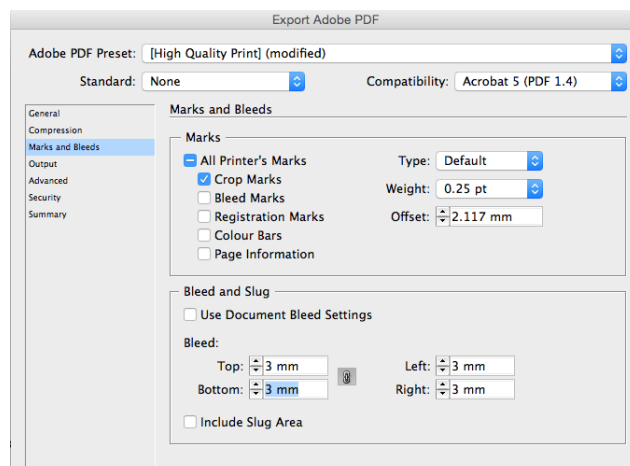 Export Adobe PDF
Adobe PDF Preset: [High Quality Print] (modified)
Standard: None Compatibility: Acrobat 5 (PDF 1.4)
General
Compression
Marks and Bleeds
Output
Advanced
Security
Summary
Marks and Bleeds
Marks
All Printer's Marks
Crop Marks
Bleed Marks
Registration Marks
Colour Bars
Page Information
Type: Default
Weight: 0.25 pt
Offset: 2.117 mm
Bleed and Slug
Use Document Bleed Settings
Bleed:
Top: 3 mm Left: 3 mm
Bottom: 3 mm Right: 3 mm
Include Slug Area